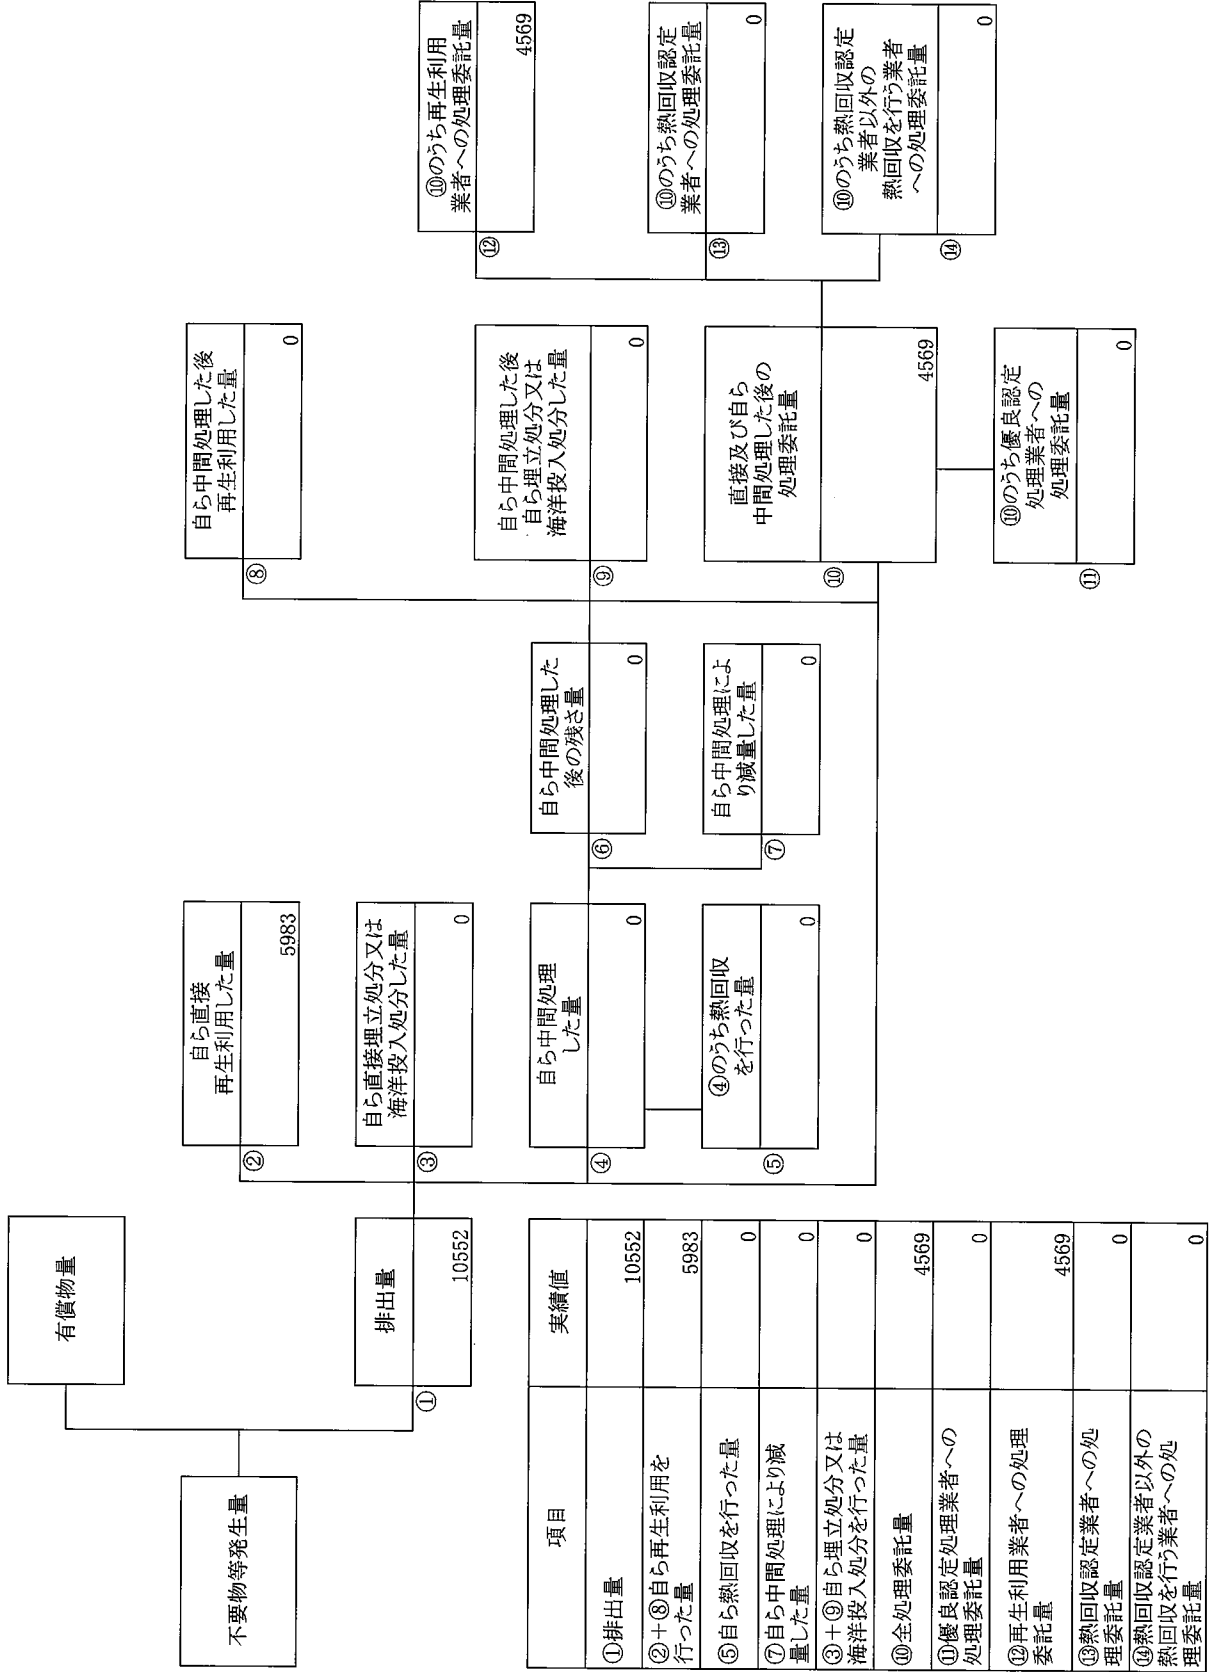 不要物等発生量
有償物量
排出量
①
10552
自ら直接
再生利用した量
②
5983
自ら直接埋立処分又は
海洋投入処分した量
③
0
自ら中間処理
した量
④
0
④のうち熱回収
を行った量
⑤
0
自ら中間処理した
後の残さ量
⑥
0
自ら中間処理によ
り減量した量
⑦
0
自ら中間処理した後
再生利用した量
⑧
0
自ら中間処理した後
自ら埋立処分又は
海洋投入処分した量
⑨
0
直接及び自ら
中間処理した後の
処理委託量
⑩
4569
⑩のうち優良認定
処理業者への
処理委託量
⑪
0
⑩のうち再生利用
業者への処理委託量
⑫
4569
⑩のうち熱回収認定
業者への処理委託量
⑬
0
⑩のうち熱回収認定
業者以外の
熱回収を行う業者
への処理委託量
⑭
0
項目 実績値
①排出量 10552
②+⑧自ら再生利用を
行った量 5983
⑤自ら熱回収を行った量 0
⑦自ら中間処理により減
量した量 0
③+⑨自ら埋立処分又は
海洋投入処分を行った量 0
⑩全処理委託量 4569
⑪優良認定処理業者への
処理委託量 0
⑫再生利用業者への処理
委託量 4569
⑬熱回収認定業者への処
理委託量 0
⑭熱回収認定業者以外の
熱回収を行う業者への処
理委託量 0